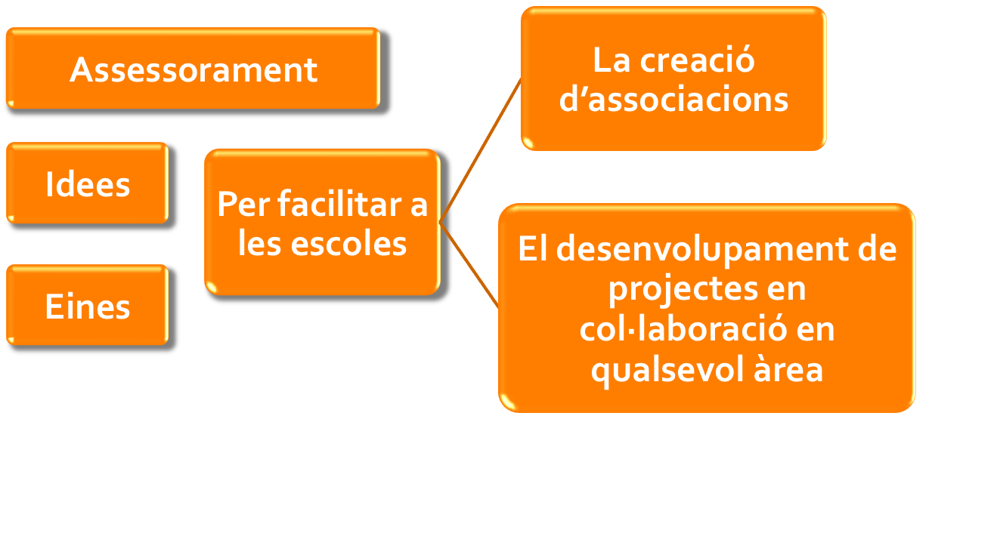 Assessorament
Idees
Eines
Per facilitar a
les escoles
La creació
d’associacions
El desenvolupament de
projectes en
col·laboració en
qualsevol àrea